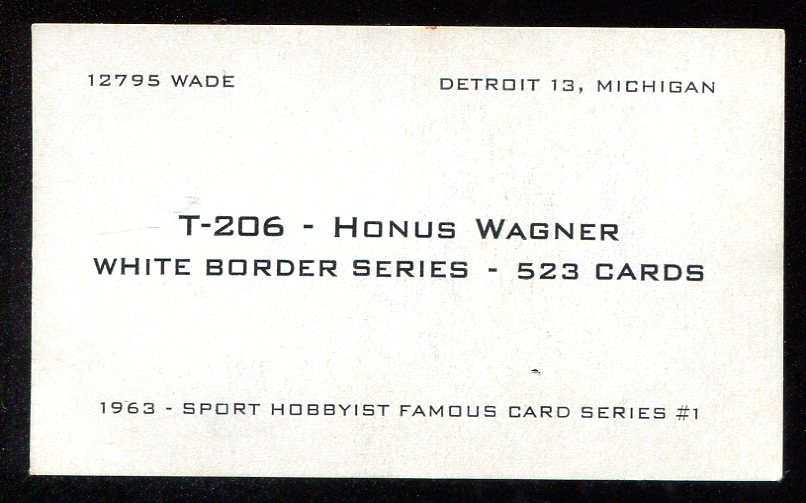 12795 WADE DETROIT 13, MICHIGAN
T-206 - HONUS WAGNER
WHITE BORDER SERIES - 523 CARDS
1963 - SPORT HOBBYIST FAMOUS CARD SERIES #1